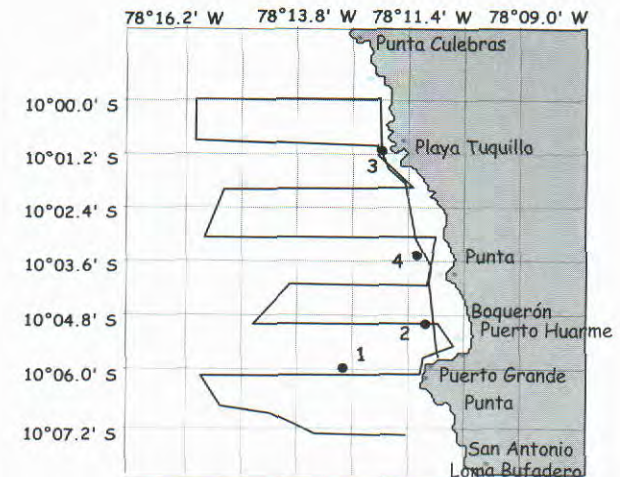 78°16.2' W 78°13.8' W 78°11.4' W 78°09.0' W
Punta Culebras
10°00.0' S
10°01.2' S
Playa Tuquillo
3
10°02.4' S
10°03.6' S
4
Punta
10°04.8' S
Boquerón
2
Puerto Huarme
1
10°06.0' S
Puerto Grande
Punta
10°07.2' S
San Antonio
Loma Bufadero